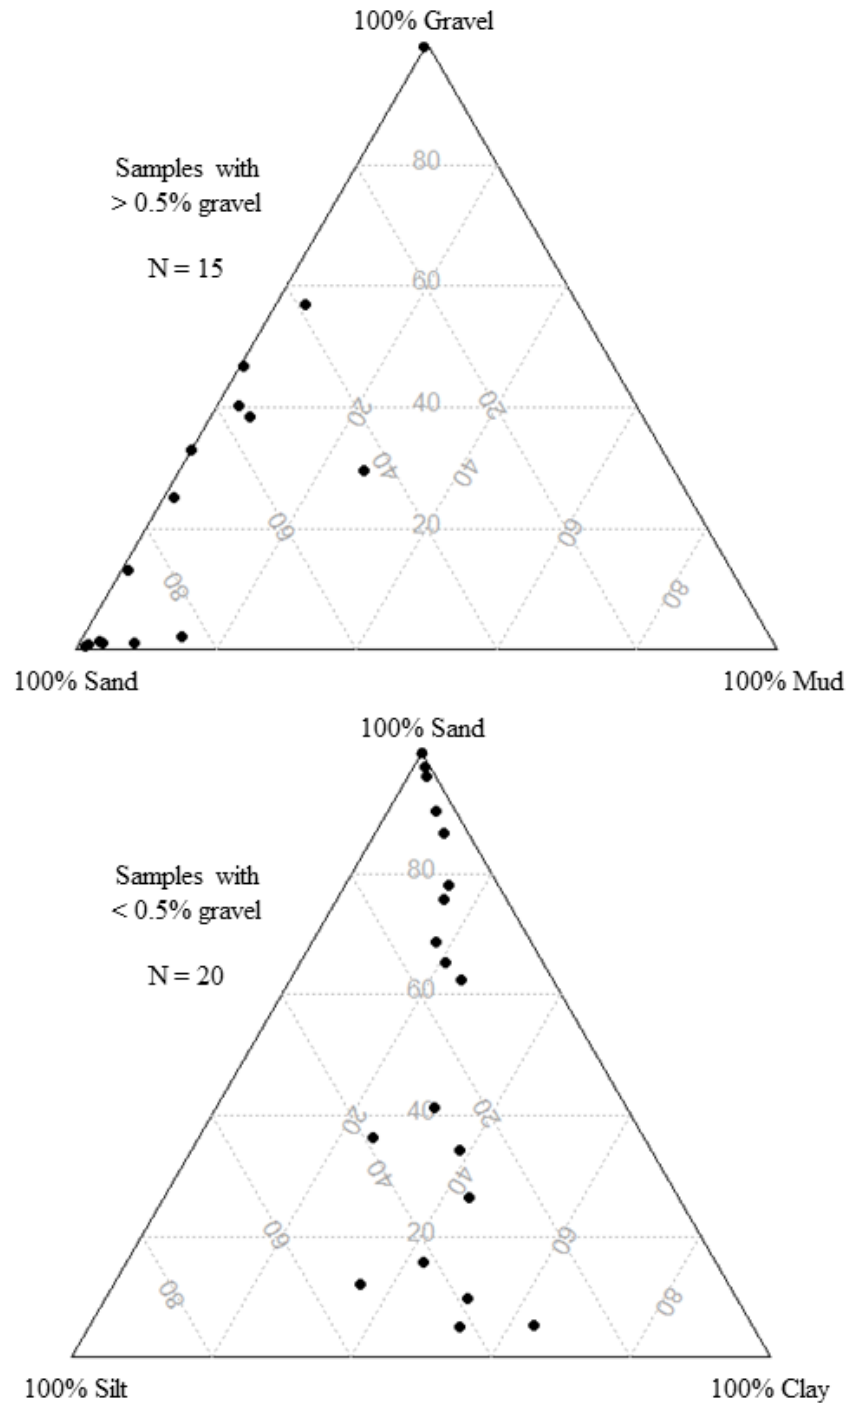 100% Gravel
80
Samples with
> 0.5% gravel
N = 15
60
40
20
20
40
40
20
60
60
80
80
100% Sand
100% Mud
100% Sand
80
Samples with
< 0.5% gravel
N = 20
60
40
20
20
40
40
20
60
60
80
80
100% Silt
100% Clay